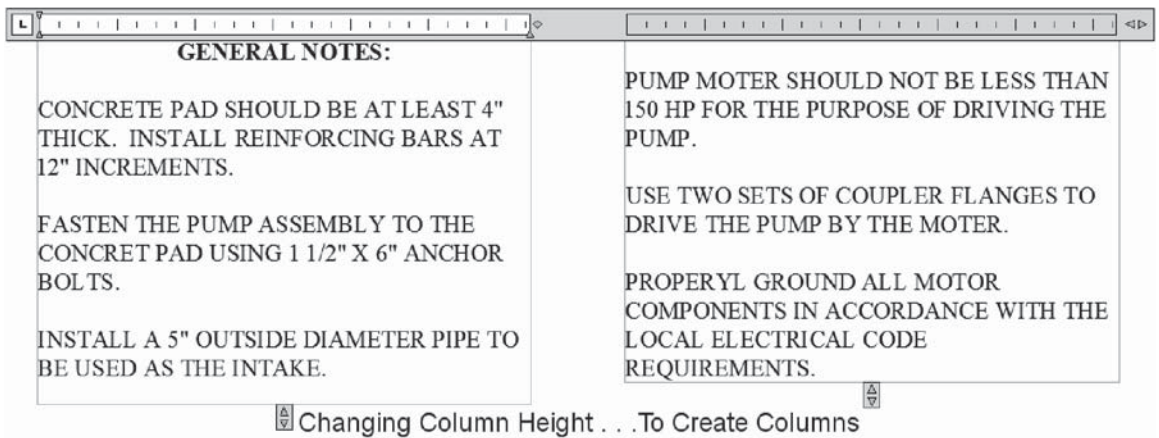 GENERAL NOTES:
CONCRETE PAD SHOULD BE AT LEAST 4"
THICK.  INSTALL REINFORCING BARS AT
12" INCREMENTS.
FASTEN THE PUMP ASSEMBLY TO THE
CONCRET PAD USING 1 1/2" X 6" ANCHOR
BOLTS.
INSTALL A 5" OUTSIDE DIAMETER PIPE TO
BE USED AS THE INTAKE.
PUMP MOTER SHOULD NOT BE LESS THAN
150 HP FOR THE PURPOSE OF DRIVING THE
PUMP.
USE TWO SETS OF COUPLER FLANGES TO
DRIVE THE PUMP BY THE MOTER.
PROPERYL GROUND ALL MOTOR
COMPONENTS IN ACCORDANCE WITH THE
LOCAL ELECTRICAL CODE
REQUIREMENTS.
Changing Column Height . . .To Create Columns